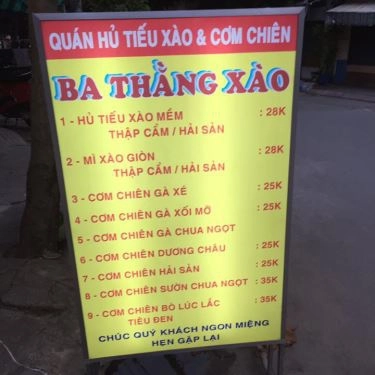 QUÁN HỦ TIẾU XÀO & CƠM CHIÊN
BA THẰNG XÀO
1 - HỦ TIẾU XÀO MỀM : 28K
THẬP CẨM / HẢI SẢN
2 - MÌ XÀO GIÒN : 28K
THẬP CẨM / HẢI SẢN
3 - CƠM CHIÊN GÀ XÉ : 25K
4 - CƠM CHIÊN GÀ XỐI MỠ : 25K
5 - CƠM CHIÊN GÀ CHUA NGỌT
6 - CƠM CHIÊN DƯƠNG CHÂU : 25K
7 - CƠM CHIÊN HẢI SẢN : 25K
8 - CƠM CHIÊN SƯỜN CHUA NGỌT : 35K
9 - CƠM CHIÊN BÒ LÚC LẮC : 35K
TIÊU ĐEN
CHÚC QUÝ KHÁCH NGON MIỆNG
HẸN GẶP LẠI